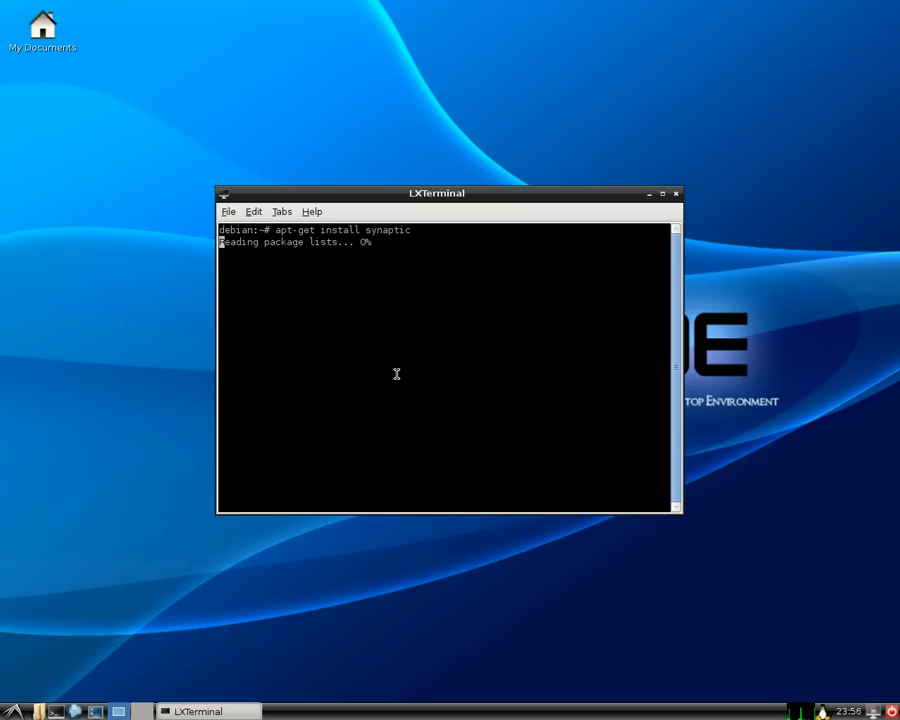 My Documents
LXTerminal
File Edit Tabs Help
debian:~# apt-get install synaptic
Reading package lists... 0%
DE
TOP ENVIRONMENT
LXTerminal
23:56